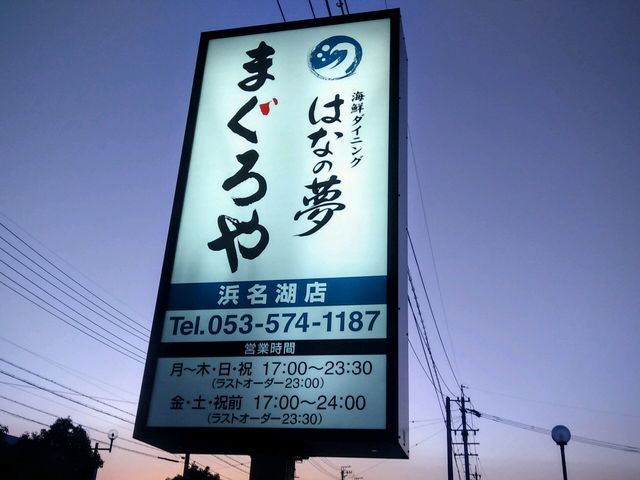 海鮮ダイニング
はなの夢
まぐろや
浜名湖店
Tel.053-574-1187
営業時間
月～木・日・祝 17:00～23:30
(ラストオーダー23:00)
金・土・祝前 17:00～24:00
(ラストオーダー23:30)